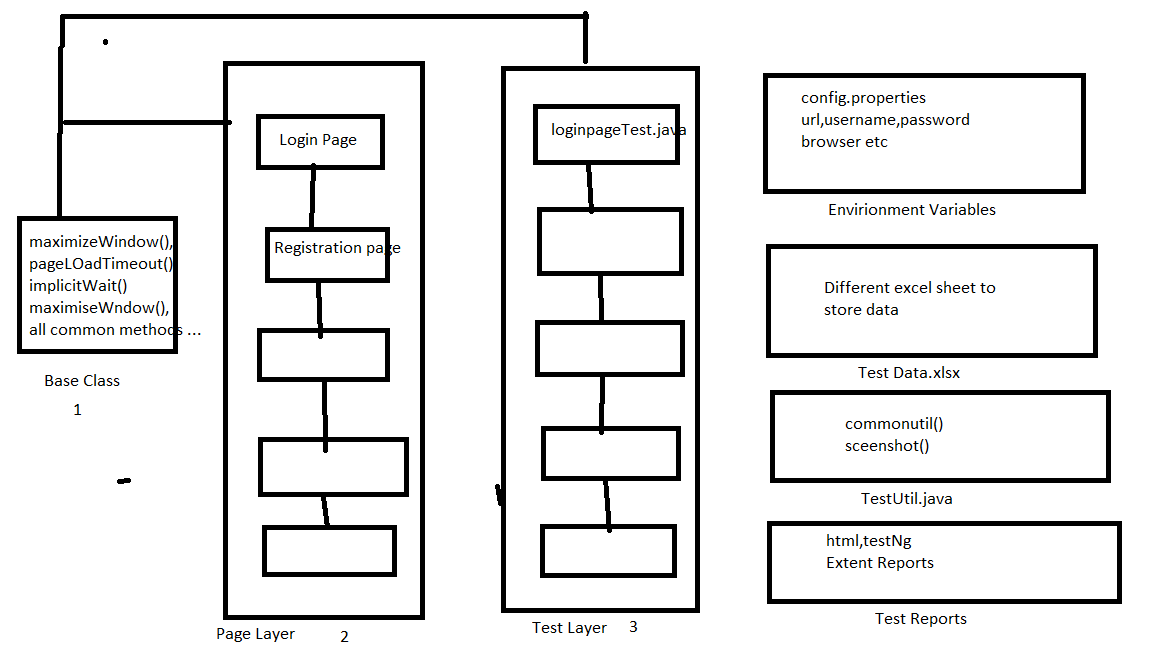 maximizeWindow(),
pageLOadTimeout()
implicitWait()
maximiseWndow(),
all common methods ...
Base Class
1
Login Page
Registration page
Page Layer
2
loginpageTest.java
Test Layer
3
config.properties
url,username,password
browser etc
Envirionment Variables
Different excel sheet to
store data
Test Data.xlsx
commonutil()
sceenshot()
TestUtil.java
html,testNg
Extent Reports
Test Reports